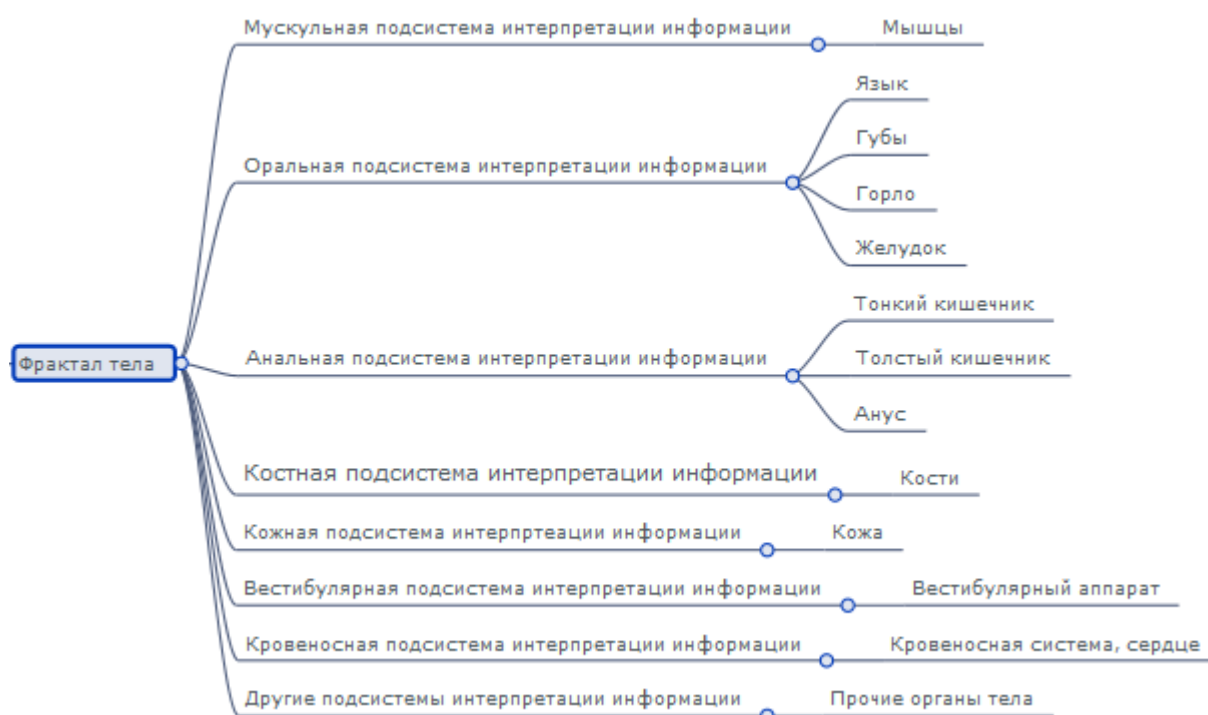 Мускульная подсистема интерпретации информации
Мышцы
Оральная подсистема интерпретации информации
Язык
Губы
Горло
Желудок
Фрактал тела
Анальная подсистема интерпретации информации
Тонкий кишечник
Толстый кишечник
Анус
Костная подсистема интерпретации информации
Кости
Кожная подсистема интерпртеации информации
Кожа
Вестибулярная подсистема интерпретации информации
Вестибулярный аппарат
Кровеносная подсистема интерпретации информации
Кровеносная система, сердце
Другие подсистемы интерпретации информации
Прочие органы тела